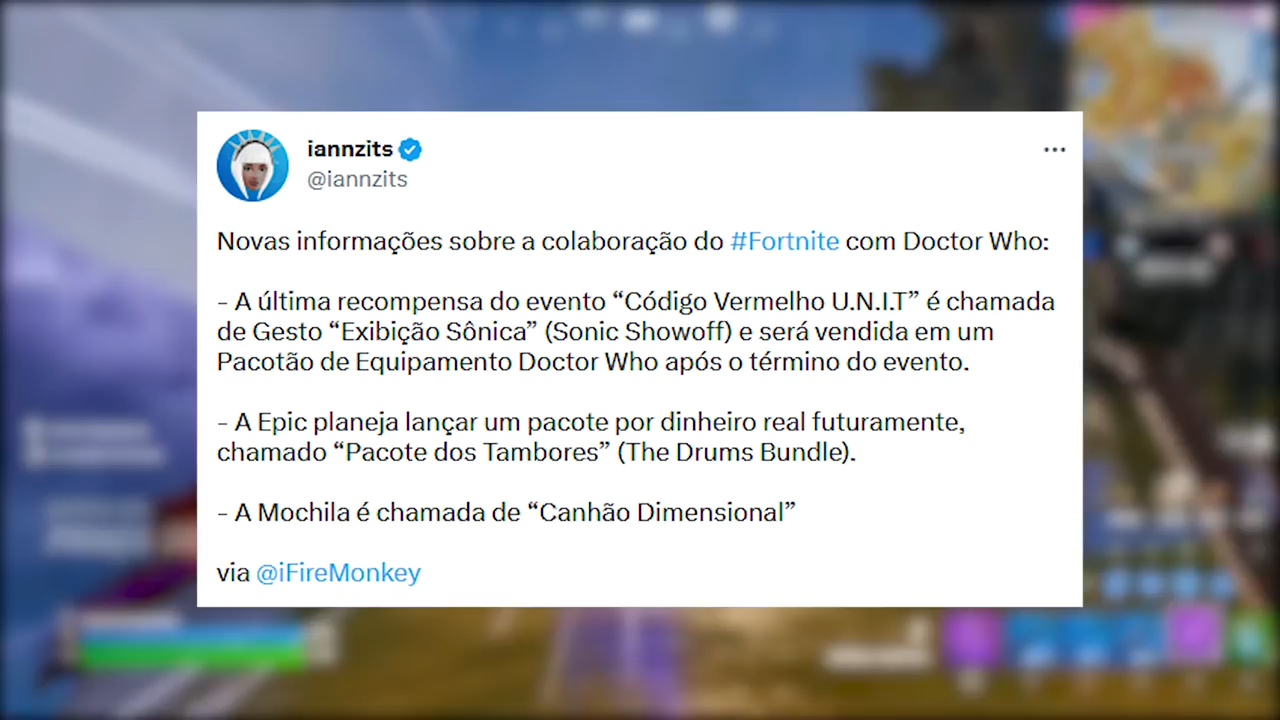 iannzits
@iannzits
Novas informações sobre a colaboração do #Fortnite com Doctor Who:
- A última recompensa do evento “Código Vermelho U.N.I.T” é chamada
de Gesto “Exibição Sônica” (Sonic Showoff) e será vendida em um
Pacotão de Equipamento Doctor Who após o término do evento.
- A Epic planeja lançar um pacote por dinheiro real futuramente,
chamado “Pacote dos Tambores” (The Drums Bundle).
- A Mochila é chamada de “Canhão Dimensional”
via @iFireMonkey